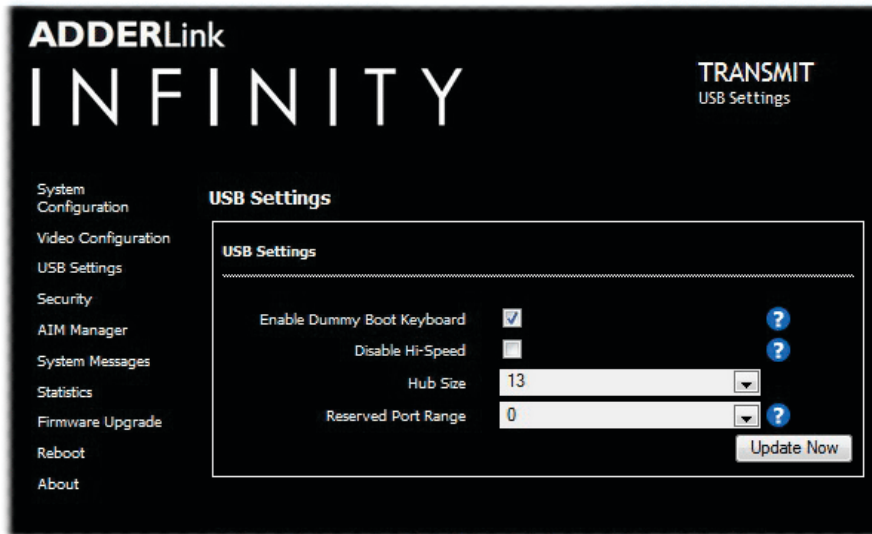 ADDERLink
INFINITY
TRANSMIT
USB Settings
System
Configuration
Video Configuration
USB Settings
Security
AIM Manager
System Messages
Statistics
Firmware Upgrade
Reboot
About
USB Settings
USB Settings
Enable Dummy Boot Keyboard ?
Disable Hi-Speed ?
Hub Size 13
Reserved Port Range 0 ?
Update Now